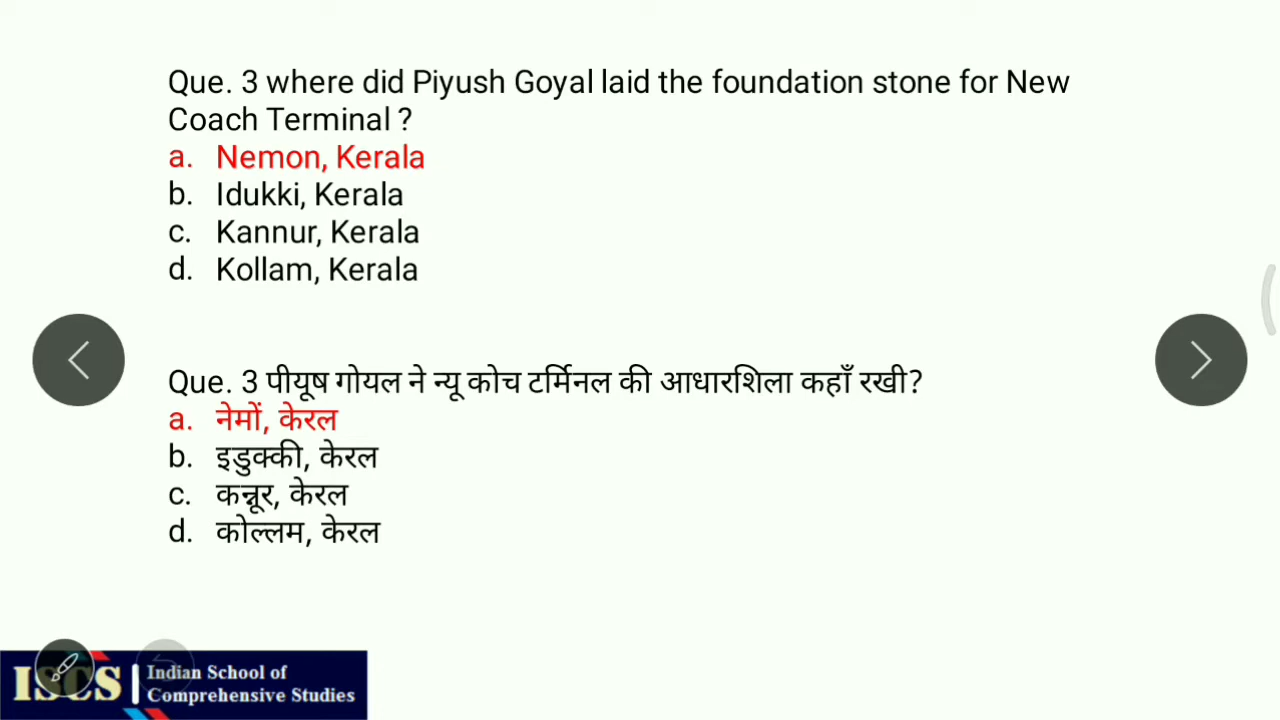 Que. 3 where did Piyush Goyal laid the foundation stone for New
Coach Terminal ?
a. Nemon, Kerala
b. Idukki, Kerala
c. Kannur, Kerala
d. Kollam, Kerala
Que. 3 पीयूष गोयल ने न्यू कोच टर्मिनल की आधारशिला कहाँ रखी?
a. नेमों, केरल
b. इडुक्की, केरल
c. कन्नूर, केरल
d. कोल्लम, केरल
ISCS
Indian School of
Comprehensive Studies